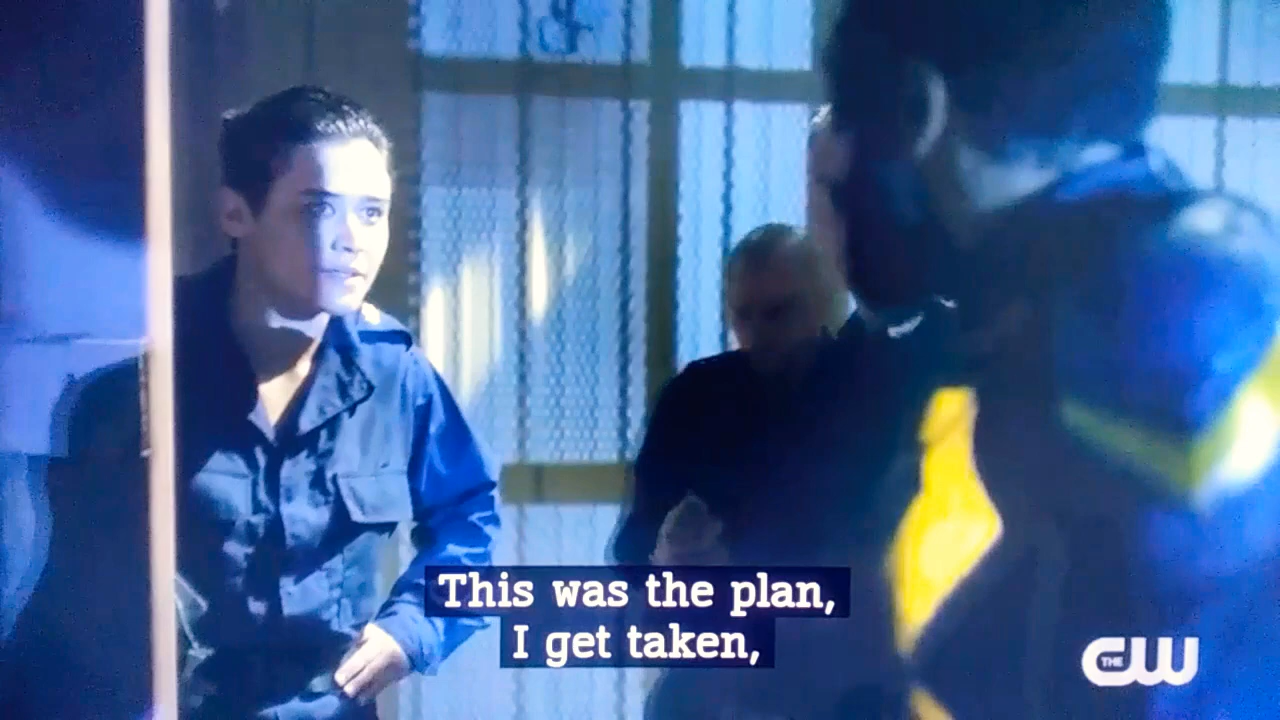 This was the plan,
I get taken,
THE CW